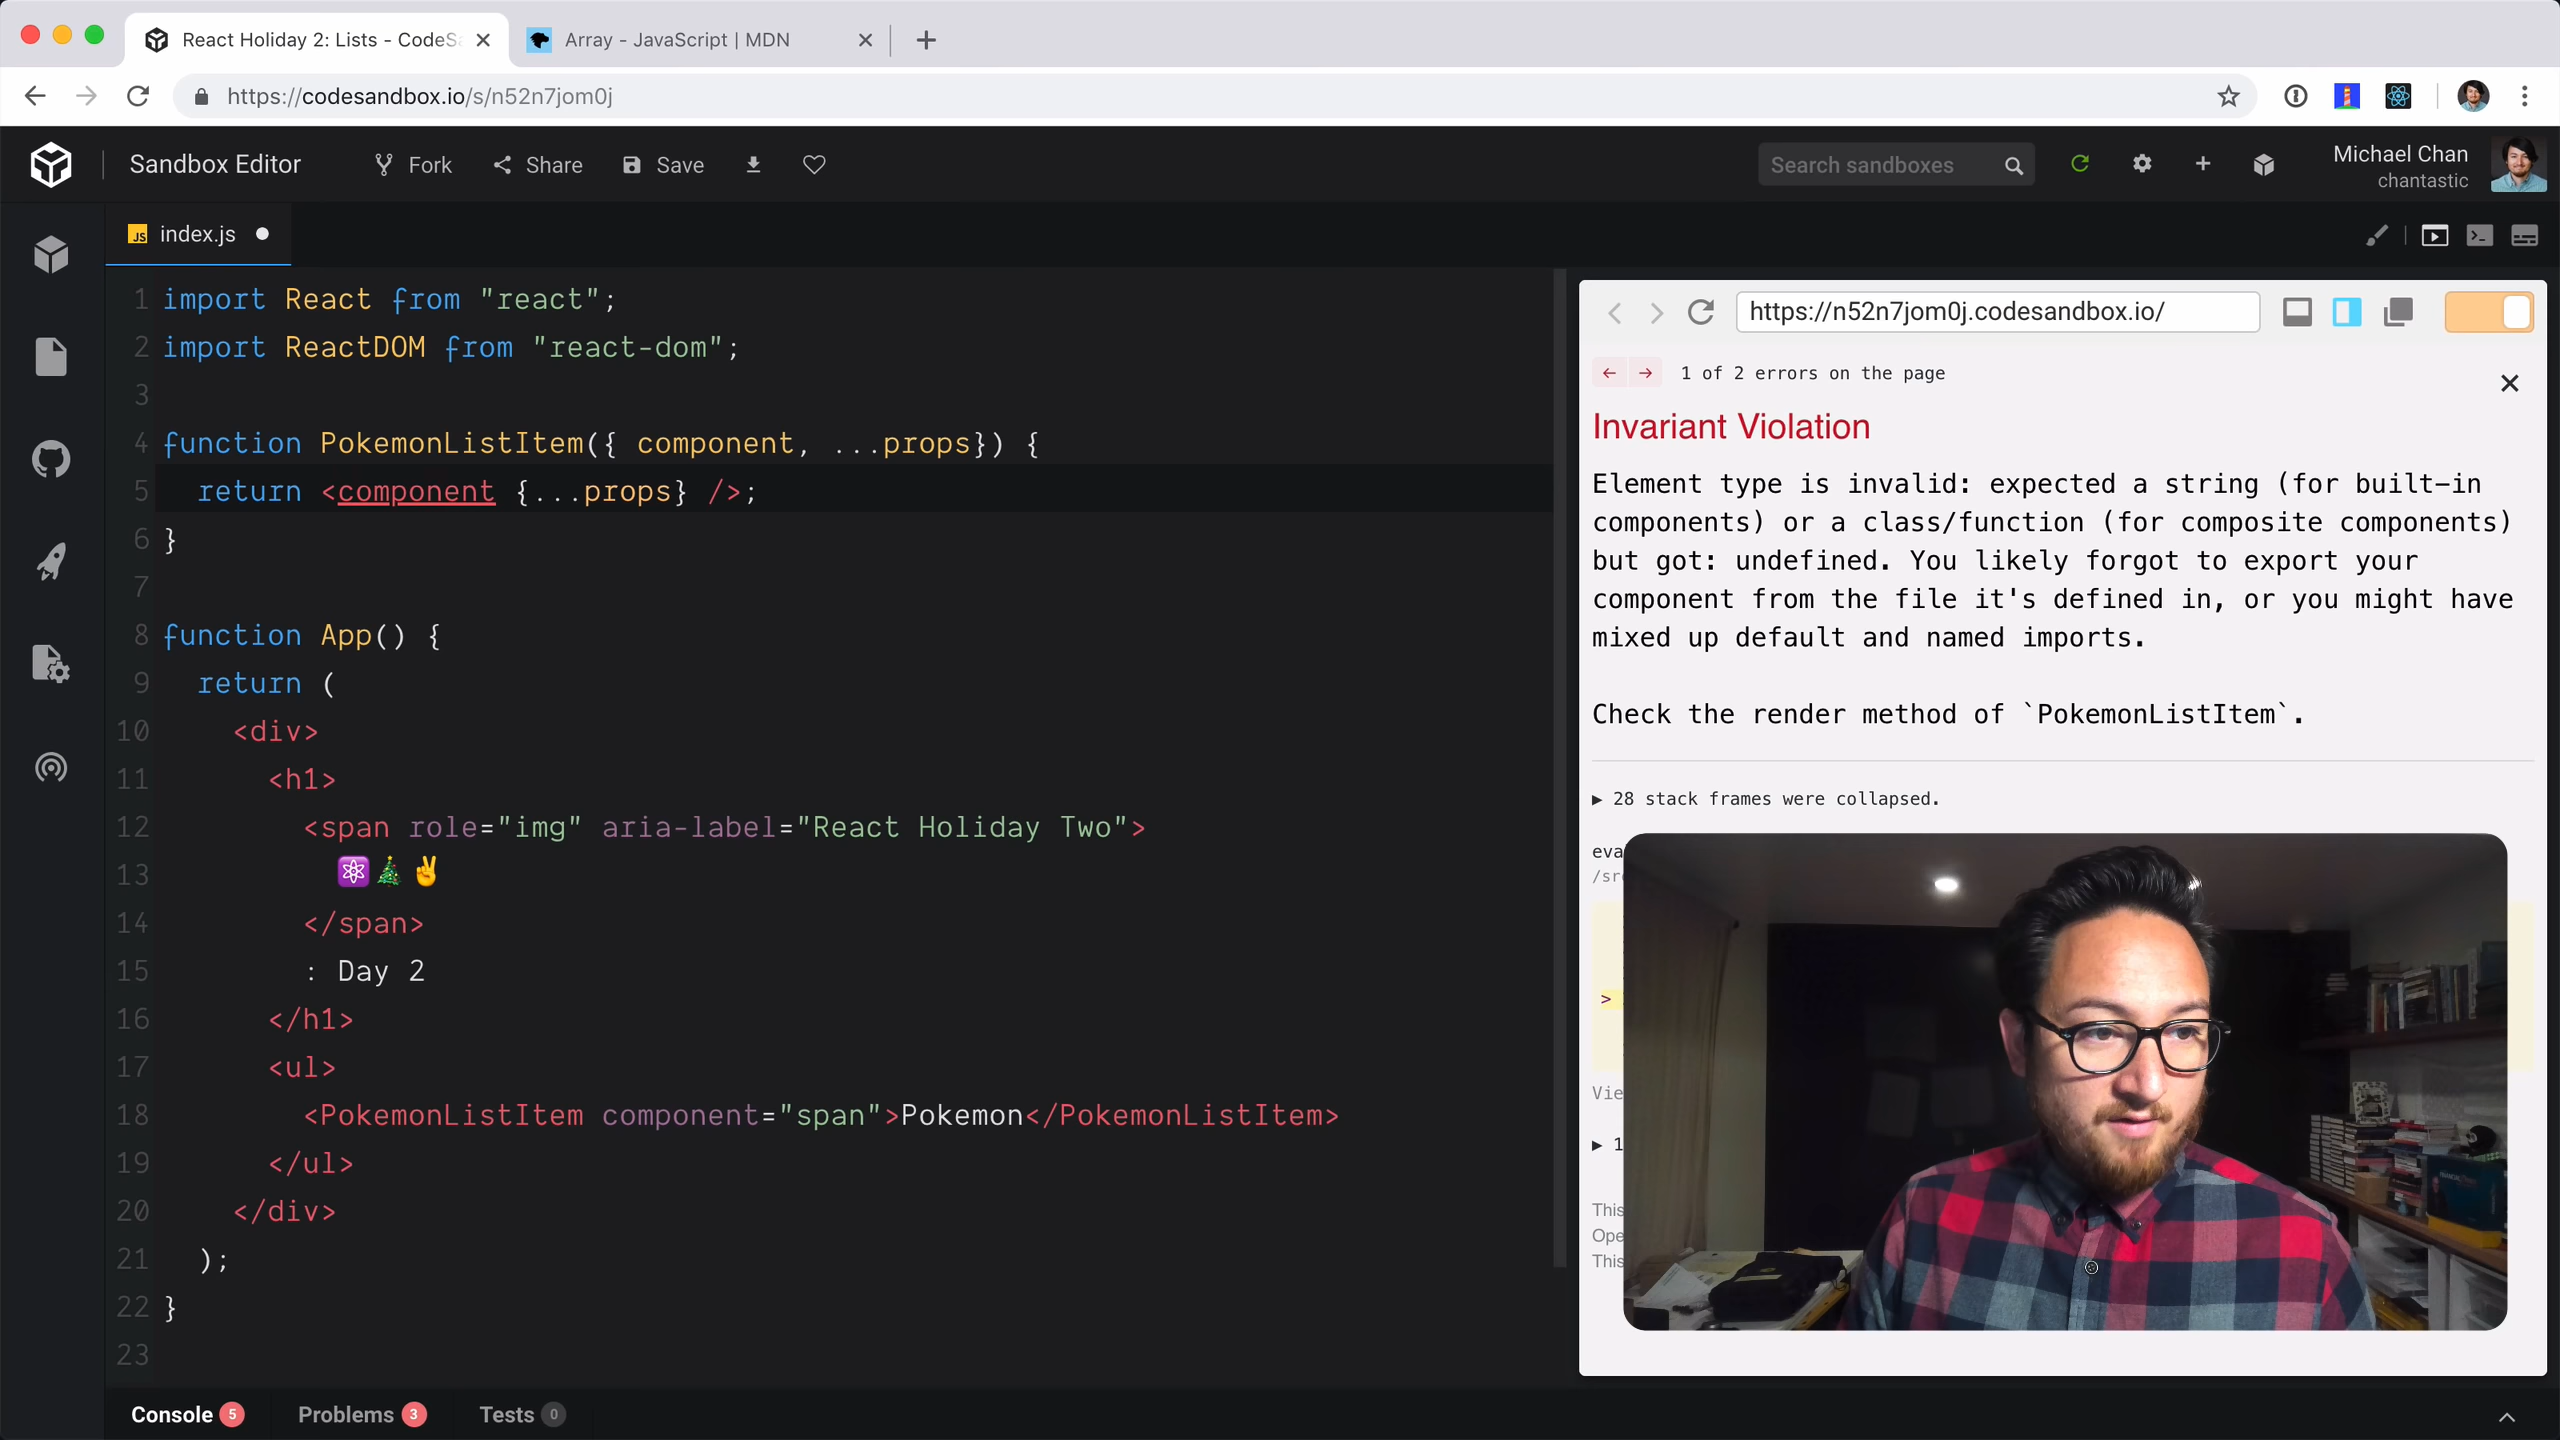 React Holiday 2: Lists - CodeS
Array - JavaScript | MDN
https://codesandbox.io/s/n52n7jom0j
Sandbox Editor
Fork
Share
Save
Search sandboxes
Michael Chan
chantastic
JS index.js
1 import React from "react";
2 import ReactDOM from "react-dom";
3
4 function PokemonListItem({ component, ...props}) {
5 return <component {...props} />;
6 }
7
8 function App() {
9 return (
10 <div>
11 <h1>
12 <span role="img" aria-label="React Holiday Two">
13 ⚛️🎄✌️
14 </span>
15 : Day 2
16 </h1>
17 <ul>
18 <PokemonListItem component="span">Pokemon</PokemonListItem>
19 </ul>
20 </div>
21 );
22 }
23
https://n52n7jom0j.codesandbox.io/
← → 1 of 2 errors on the page
Invariant Violation
Element type is invalid: expected a string (for built-in
components) or a class/function (for composite components)
but got: undefined. You likely forgot to export your
component from the file it's defined in, or you might have
mixed up default and named imports.
Check the render method of `PokemonListItem`.
▶ 28 stack frames were collapsed.
eva
/sr
>
Vie
▶ 1
This
Ope
This
Console 5
Problems 3
Tests 0